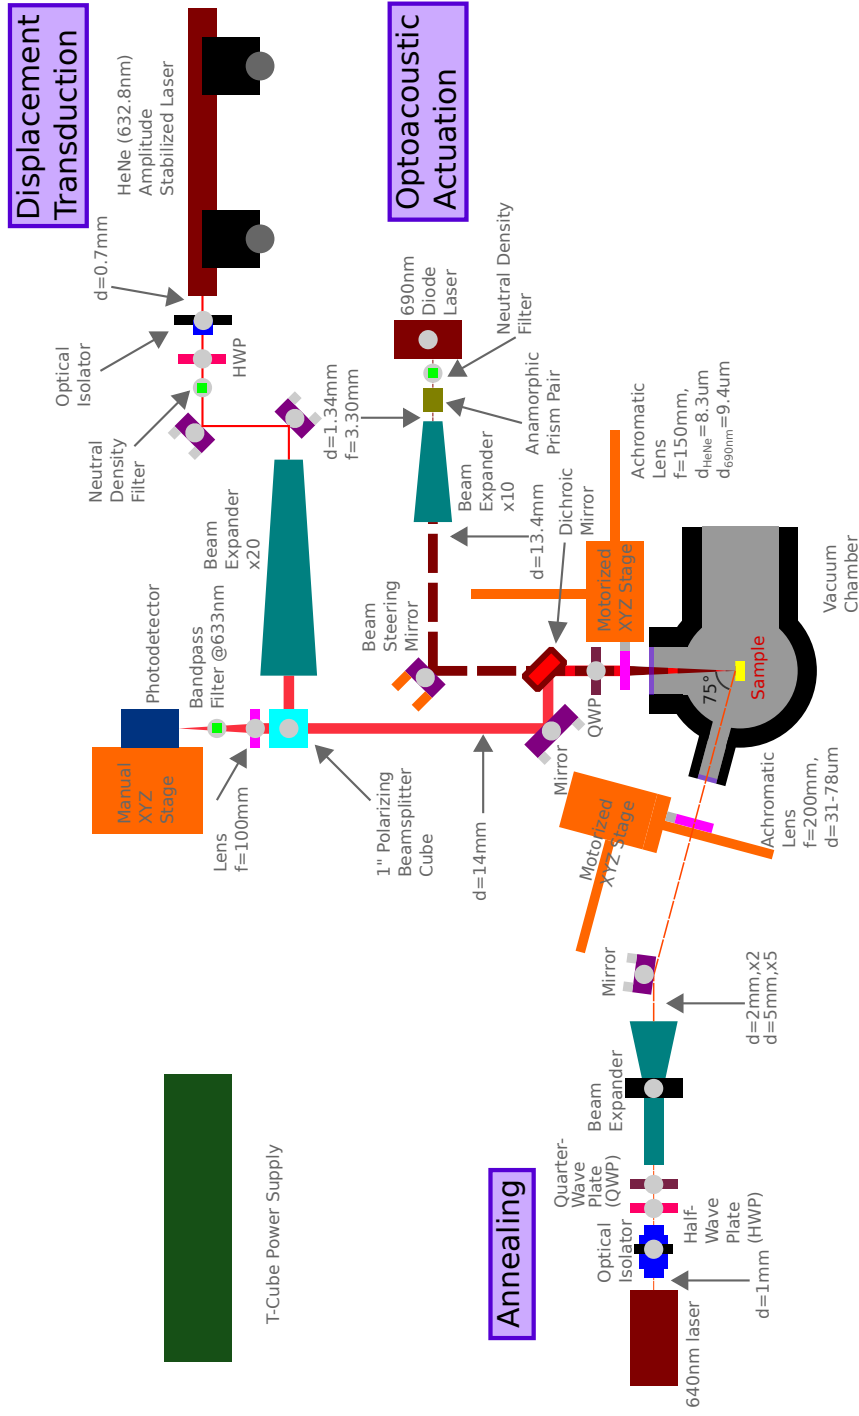 Displacement
Transduction
HeNe (632.8nm)
Amplitude
Stabilized Laser
d=0.7mm
Optical
Isolator
HWP
Neutral
Density
Filter
Beam
Expander
x20
Photodetector
Bandpass
Filter @633nm
Manual
XYZ
Stage
Lens
f=100mm
1" Polarizing
Beamsplitter
Cube
d=14mm
Optoacoustic
Actuation
690nm
Diode
Laser
Neutral Density
Filter
Anamorphic
Prism Pair
d=1.34mm
f=3.30mm
Beam
Expander
x10
d=13.4mm
Dichroic
Mirror
Beam
Steering
Mirror
Mirror
QWP
Motorized
XYZ Stage
Achromatic
Lens
f=150mm,
dHeNe=8.3um
d690nm=9.4um
Vacuum
Chamber
Sample
75°
Achromatic
Lens
f=200mm,
d=31-78um
Motorized
XYZ Stage
Mirror
d=2mm,x2
d=5mm,x5
Beam
Expander
Quarter-
Wave
Plate
(QWP)
Half-
Wave
Plate
(HWP)
Optical
Isolator
d=1mm
640nm laser
Annealing
T-Cube Power Supply